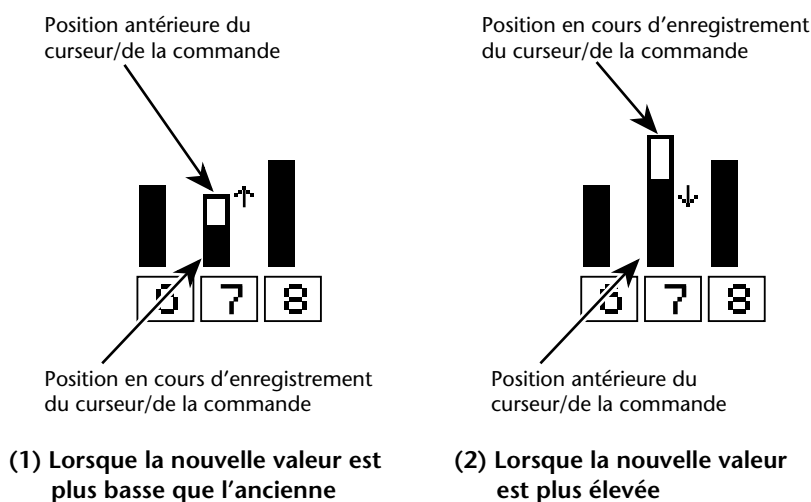 Position antérieure du
curseur/de la commande
6 7 8
Position en cours d'enregistrement
du curseur/de la commande
(1) Lorsque la nouvelle valeur est
plus basse que l'ancienne
Position en cours d'enregistrement
du curseur/de la commande
6 7 8
Position antérieure du
curseur/de la commande
(2) Lorsque la nouvelle valeur
est plus élevée